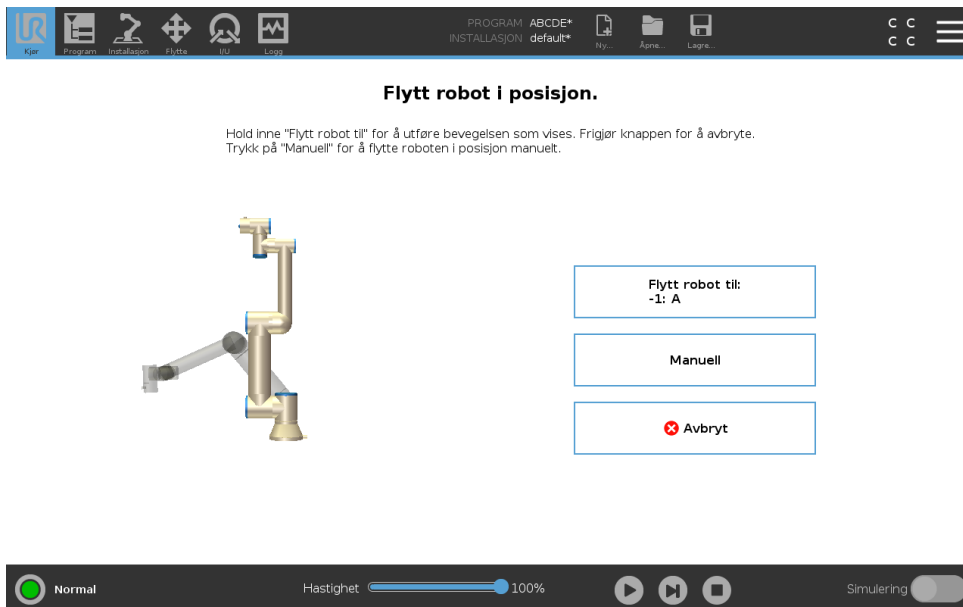 UR
PROGRAM ABCDE*
INSTALLASJON default*
Kjør Program Installasjon Flytte I/U Logg Ny... Åpne... Lagre...
C C
C C
Flytt robot i posisjon.
Hold inne "Flytt robot til" for å utføre bevegelsen som vises. Frigjør knappen for å avbryte.
Trykk på "Manuell" for å flytte roboten i posisjon manuelt.
Flytt robot til:
-1: A
Manuell
Avbryt
Normal Hastighet 100% Simulering